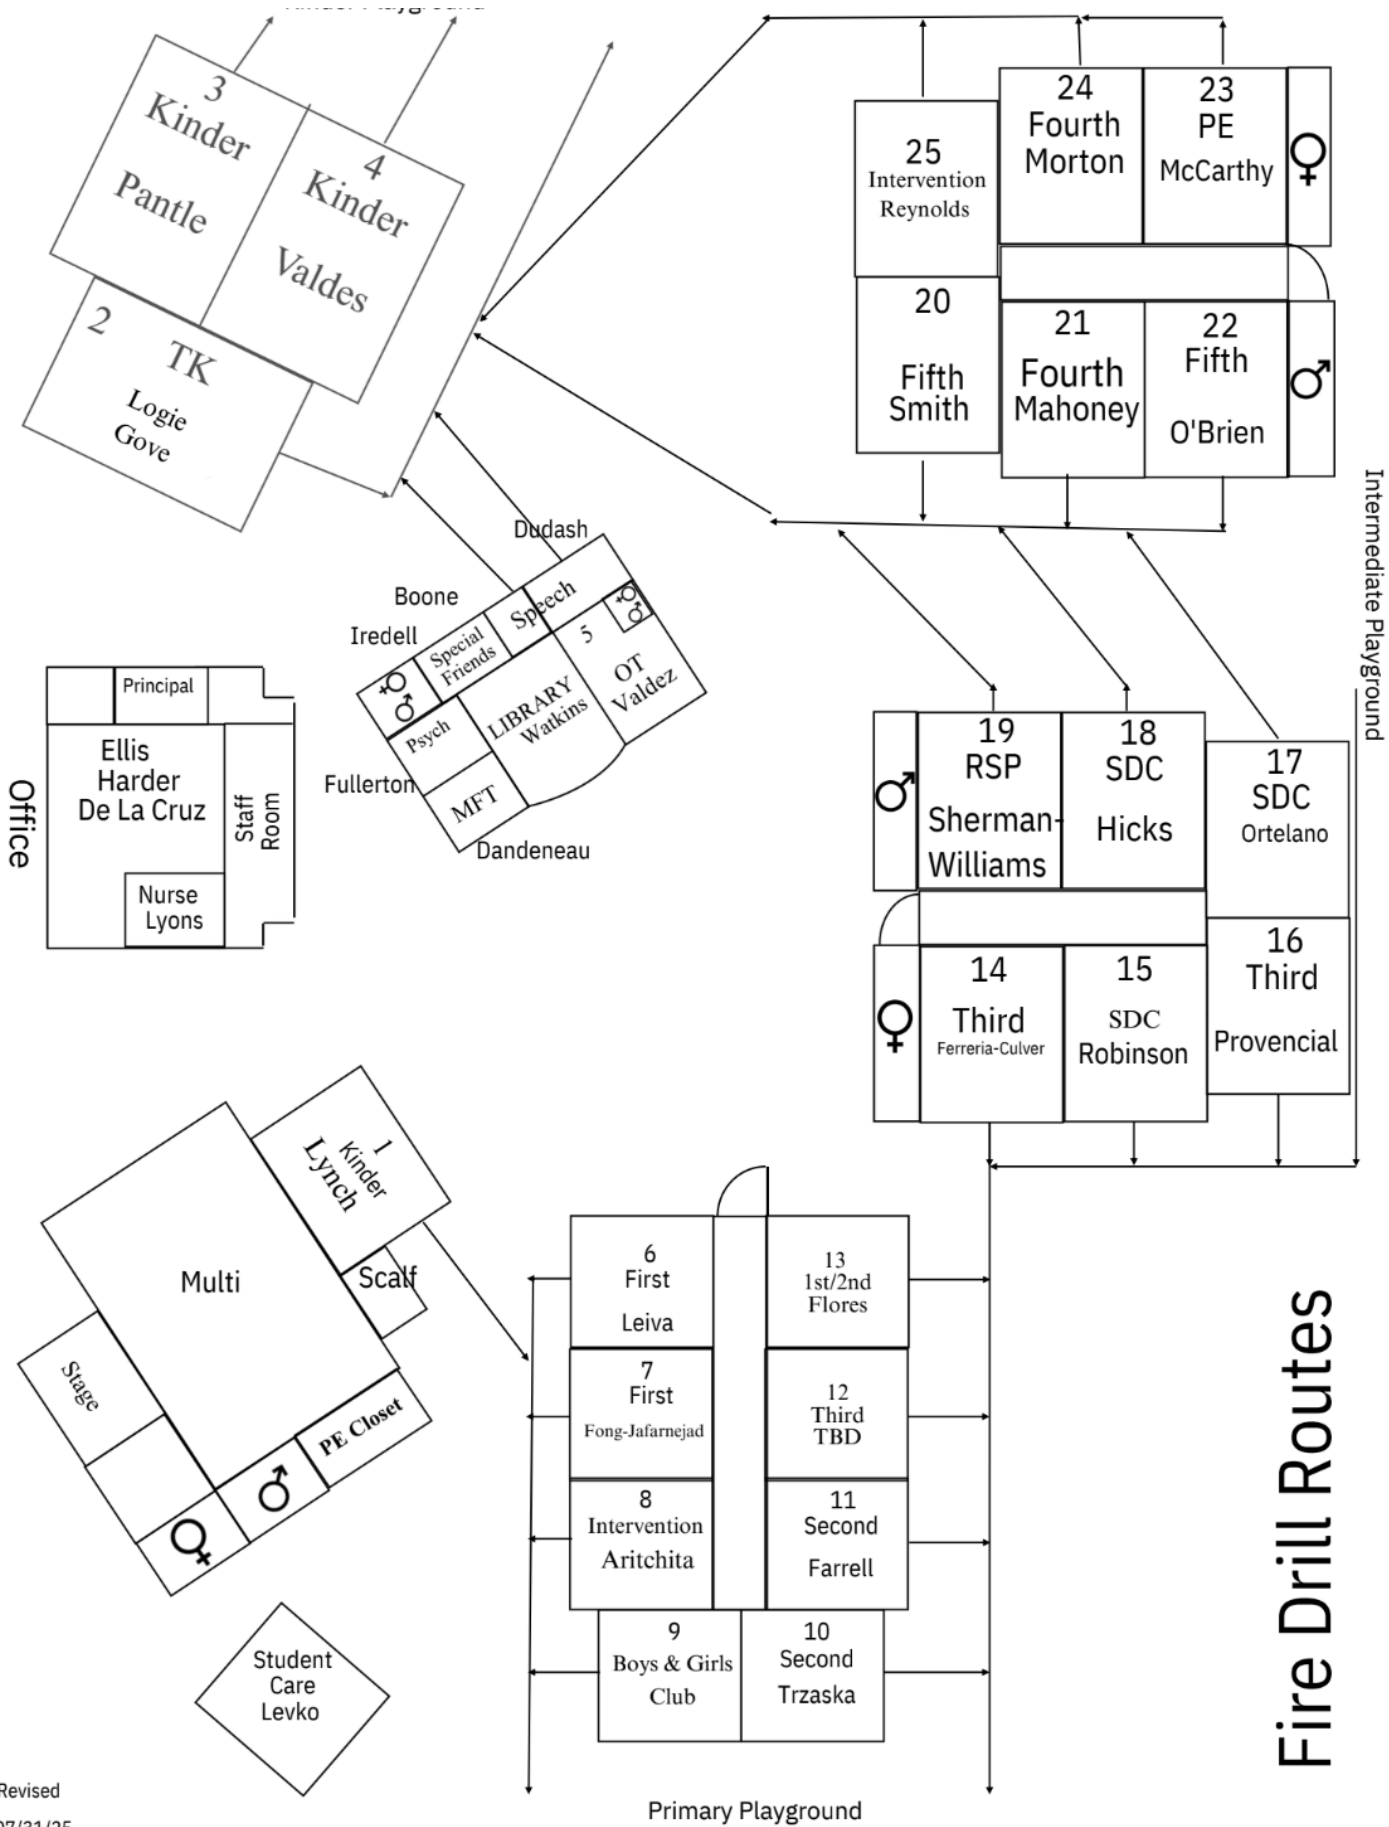 Kinder Playground
3
Kinder
Pantle
4
Kinder
Valdes
2
TK
Logie
Gove
25
Intervention
Reynolds
24
Fourth
Morton
23
PE
McCarthy
♀
20
Fifth
Smith
21
Fourth
Mahoney
22
Fifth
O'Brien
♂
Intermediate Playground
Dudash
Boone
Iredell
Speech
Special
Friends
♀
♂
5
OT
Valdez
♀
♂
LIBRARY
Watkins
Psych
MFT
Fullerton
Dandeneau
Office
Principal
Ellis
Harder
De La Cruz
Staff
Room
Nurse
Lyons
♂
19
RSP
Sherman-
Williams
18
SDC
Hicks
17
SDC
Ortelano
♀
14
Third
Ferreria-Culver
15
SDC
Robinson
16
Third
Provencial
1
Kinder
Lynch
Multi
Scalf
Stage
PE Closet
♂
♀
6
First
Leiva
13
1st/2nd
Flores
7
First
Fong-Jafarnejad
12
Third
TBD
8
Intervention
Aritchita
11
Second
Farrell
9
Boys & Girls
Club
10
Second
Trzaska
Student
Care
Levko
Fire Drill Routes
Primary Playground
Revised
07/31/25